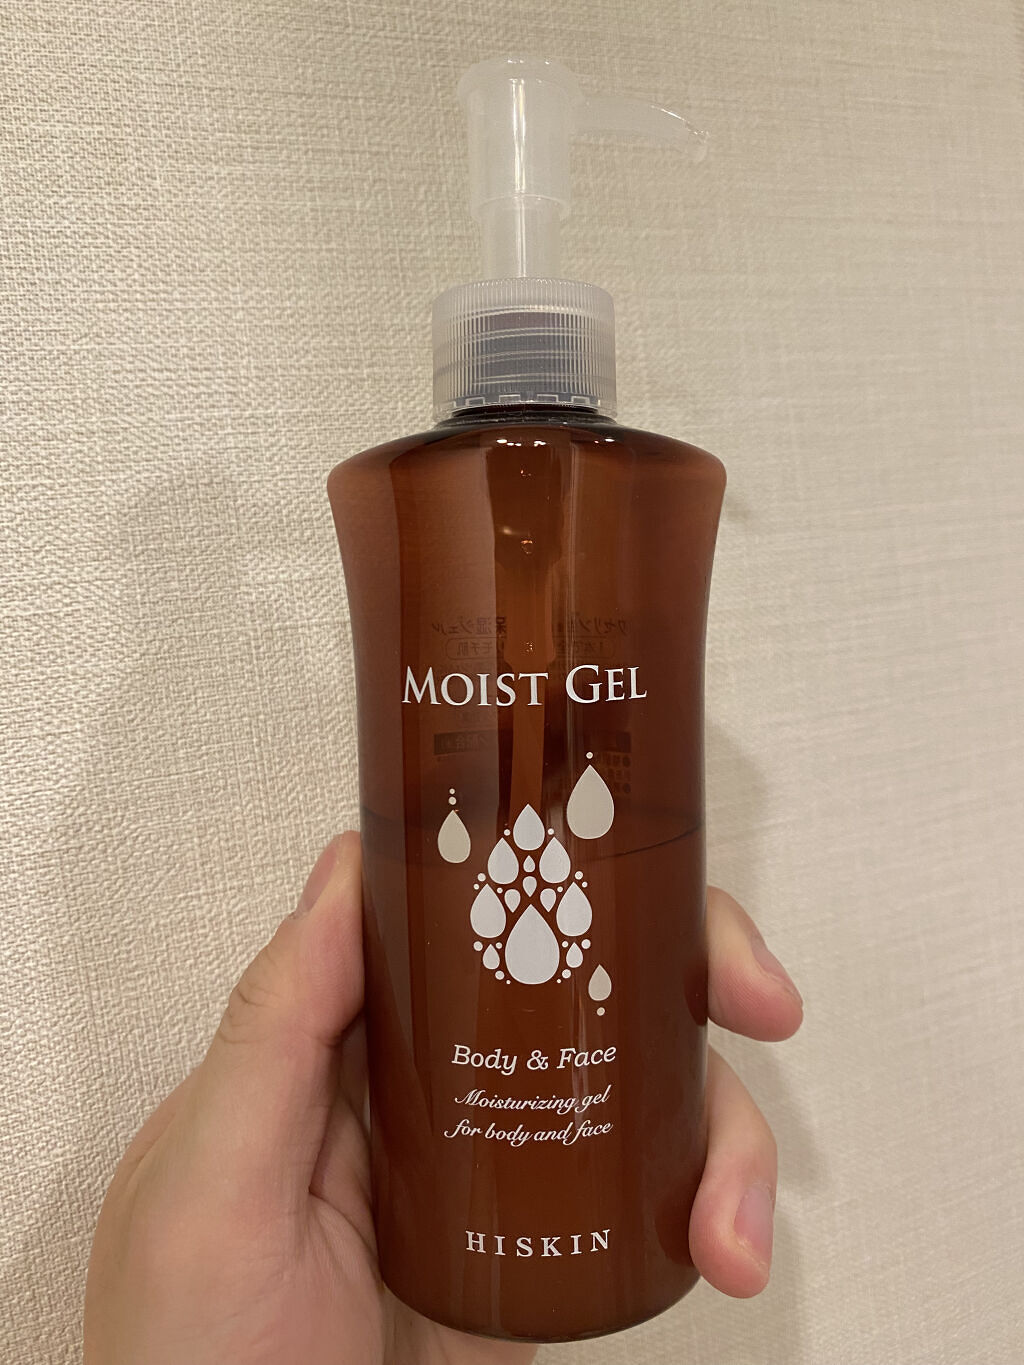 MOIST GEL
Body & Face
Moisturizing gel
for body and face
HISKIN